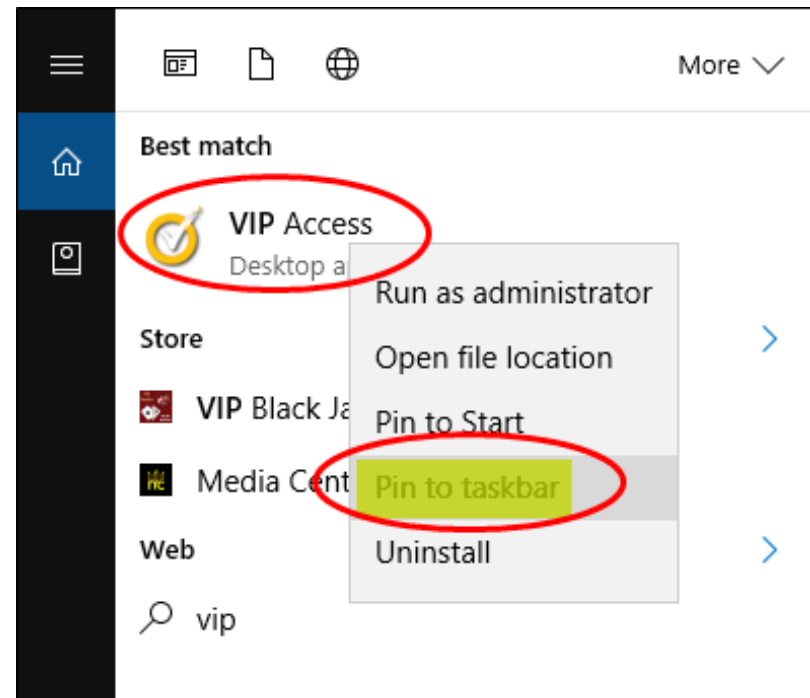 More
Best match
VIP Access
Desktop a
Run as administrator
Store
Open file location
VIP Black Ja
Pin to Start
Media Cent
Pin to taskbar
Web
Uninstall
vip